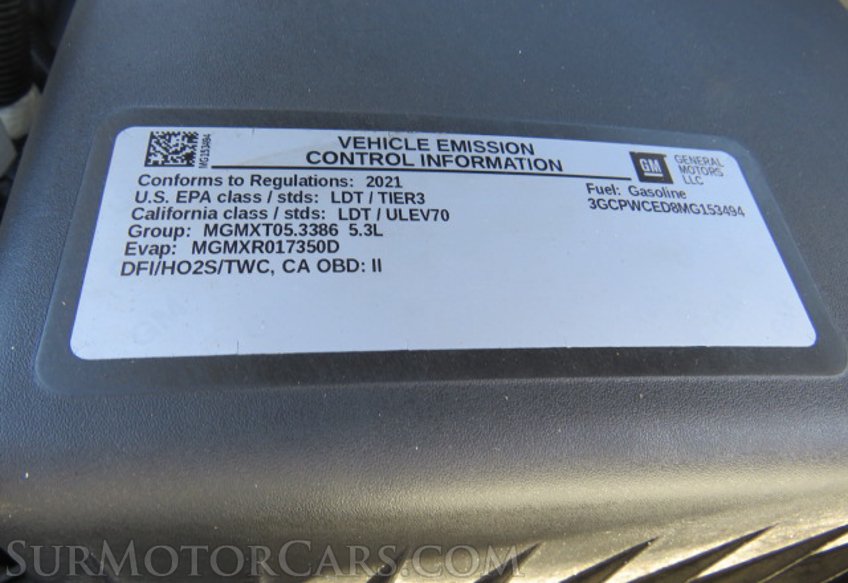 MG153494
VEHICLE EMISSION
CONTROL INFORMATION
GM
GENERAL
MOTORS
LLC
Conforms to Regulations: 2021
U.S. EPA class / stds: LDT / TIER3
California class / stds: LDT / ULEV70
Group: MGMXT05.3386 5.3L
Evap: MGMXR017350D
DFI/HO2S/TWC, CA OBD: II
Fuel: Gasoline
3GCPWCED8MG153494
SURMOTORCARS.COM